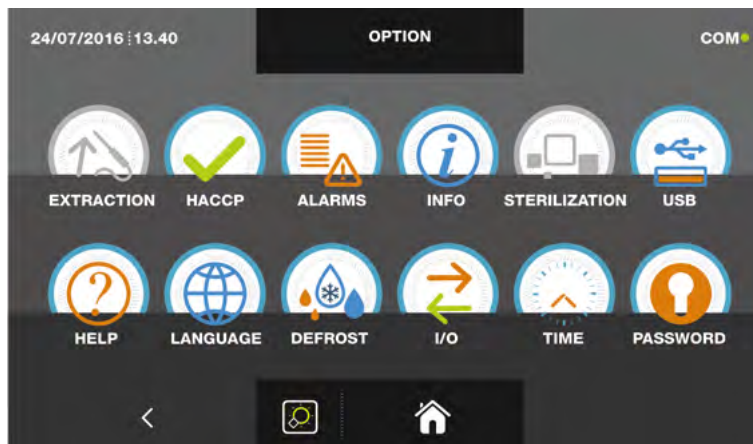 24/07/2016 13.40 OPTION COM
EXTRACTION HACCP ALARMS INFO STERILIZATION USB
HELP LANGUAGE DEFROST I/O TIME PASSWORD